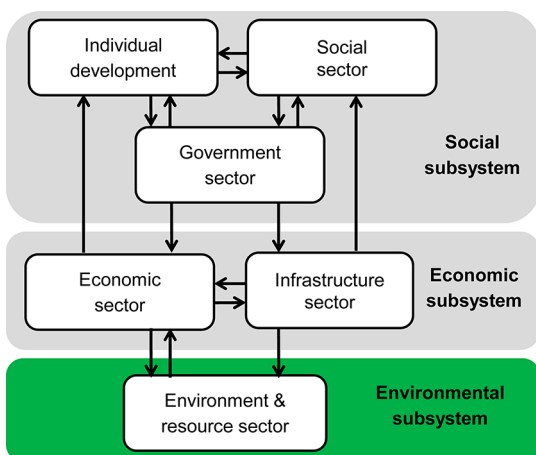 Individual
development
Social
sector
Government
sector
Social
subsystem
Economic
sector
Infrastructure
sector
Economic
subsystem
Environment &
resource sector
Environmental
subsystem